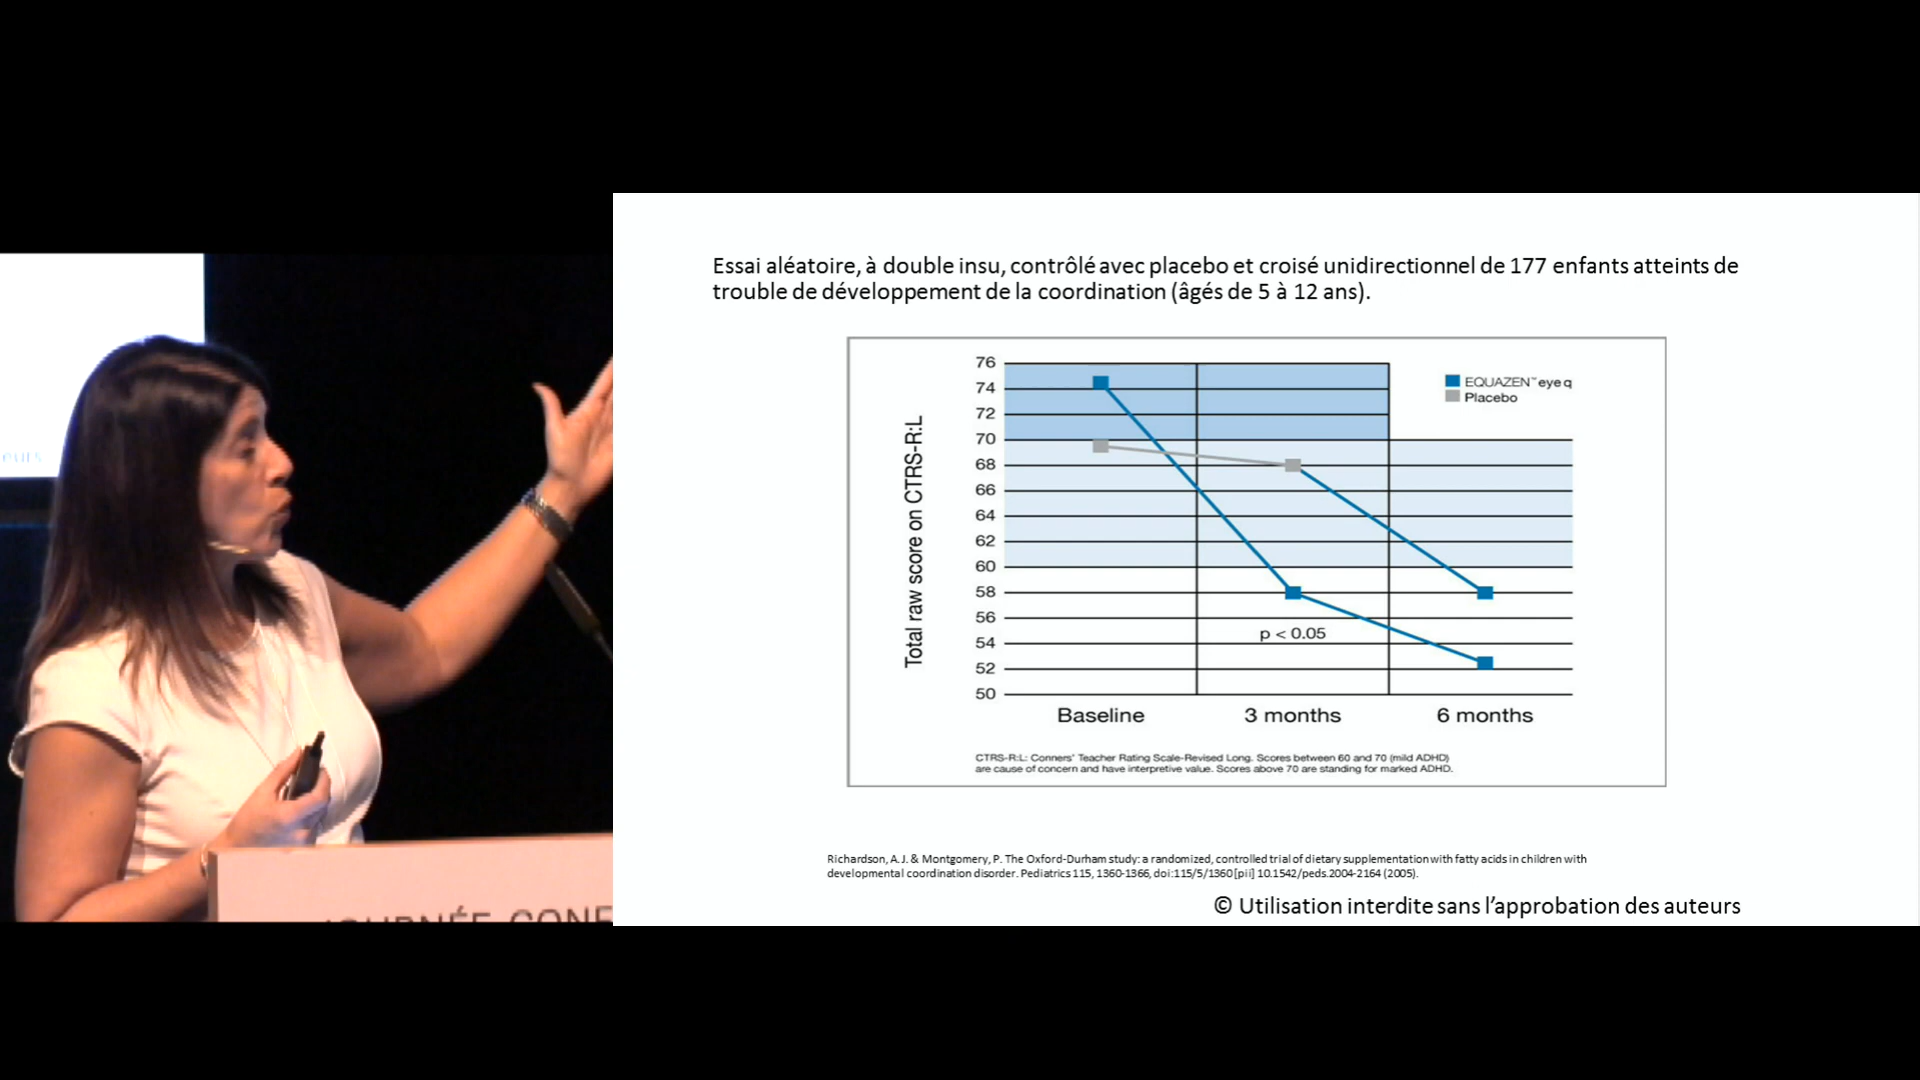 Essai aléatoire, à double insu, contrôlé avec placebo et croisé unidirectionnel de 177 enfants atteints de
trouble de développement de la coordination (âgés de 5 à 12 ans).
76
74
72
70
68
66
64
62
60
58
56
54
52
50
Total raw score on CTRS-R:L
EQUAZEN™ eye q
Placebo
p < 0.05
Baseline 3 months 6 months
CTRS-R:L: Conners' Teacher Rating Scale-Revised Long. Scores between 60 and 70 (mild ADHD)
are cause of concern and have interpretive value. Scores above 70 are standing for marked ADHD.
Richardson, A. J. & Montgomery, P. The Oxford-Durham study: a randomized, controlled trial of dietary supplementation with fatty acids in children with
developmental coordination disorder. Pediatrics 115, 1360-1366, doi:115/5/1360 [pii] 10.1542/peds.2004-2164 (2005).
© Utilisation interdite sans l'approbation des auteurs
eurs
JOURNÉE CONF